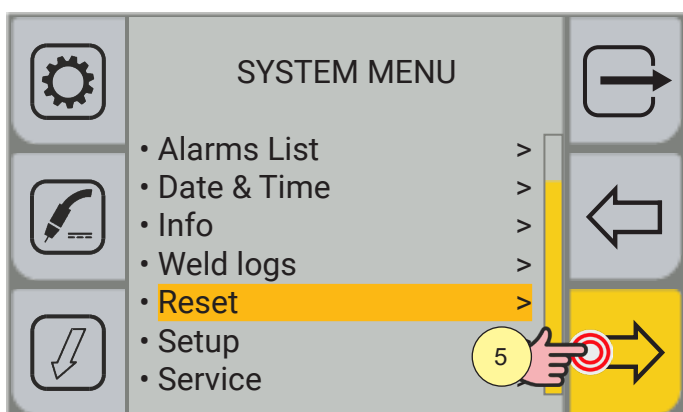 SYSTEM MENU
• Alarms List >
• Date & Time >
• Info >
• Weld logs >
• Reset >
• Setup
• Service
5